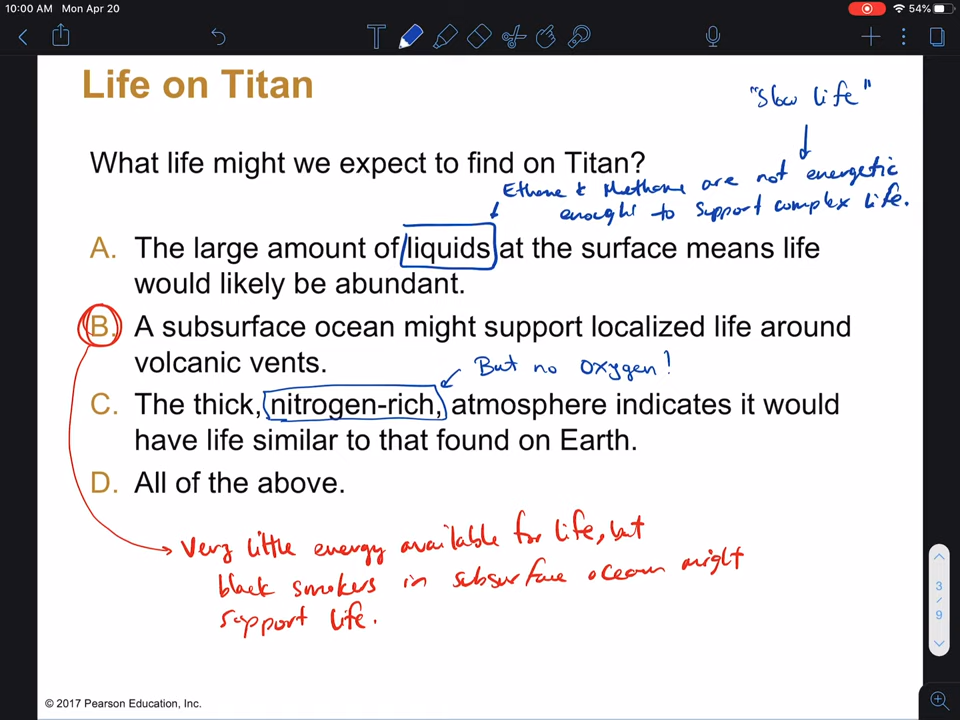 10:00 AM Mon Apr 20
54%
T
Life on Titan
"Slow life"
What life might we expect to find on Titan?
Ethane & Methane are not energetic
enought to support complex life.
A. The large amount of liquids at the surface means life
would likely be abundant.
B. A subsurface ocean might support localized life around
volcanic vents.
But no oxygen!
C. The thick, nitrogen-rich, atmosphere indicates it would
have life similar to that found on Earth.
D. All of the above.
Very little energy available for life, but
black smokers in subsurface ocean might
support life.
3
/
9
© 2017 Pearson Education, Inc.